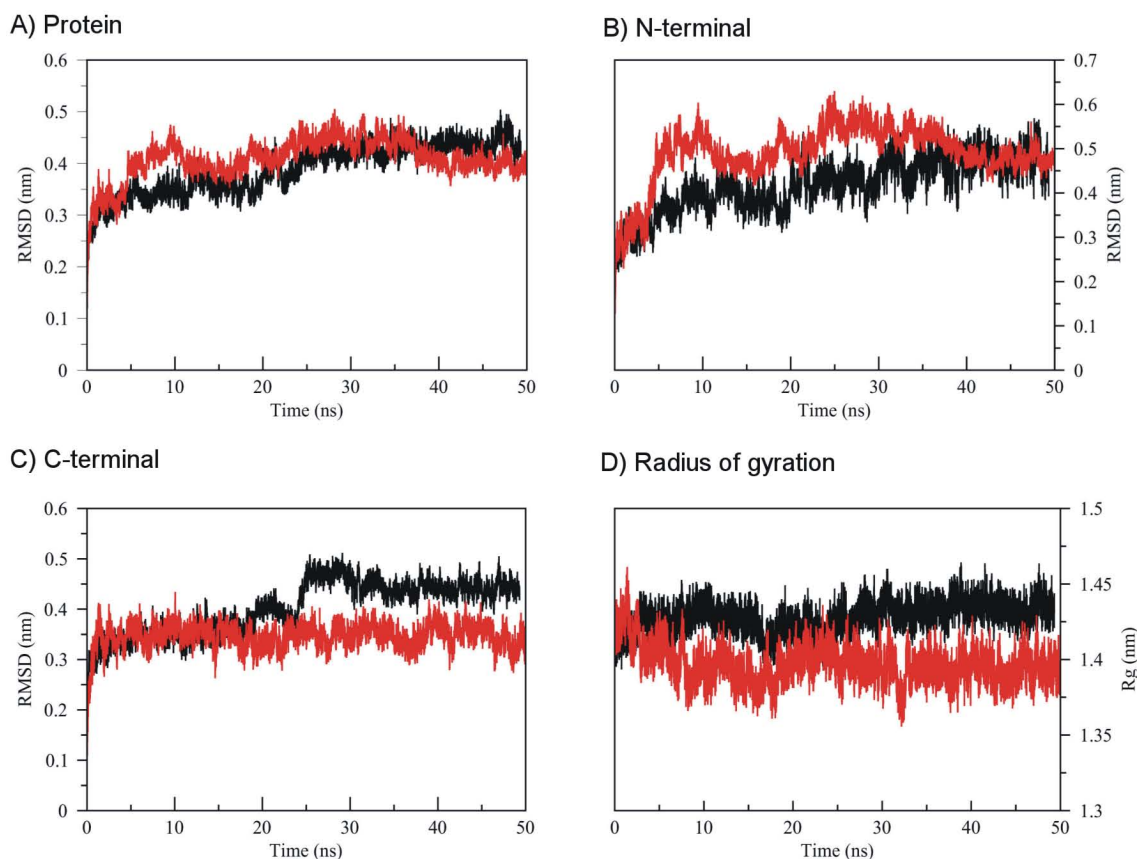 A) Protein
0.6
0.5
0.4
0.3
0.2
0.1
0
RMSD (nm)
0 10 20 30 40 50
Time (ns)
B) N-terminal
0.7
0.6
0.5
0.4
0.3
0.2
0.1
0
RMSD (nm)
0 10 20 30 40 50
Time (ns)
C) C-terminal
0.6
0.5
0.4
0.3
0.2
0.1
0
RMSD (nm)
0 10 20 30 40 50
Time (ns)
D) Radius of gyration
1.5
1.45
1.4
1.35
1.3
Rg (nm)
0 10 20 30 40 50
Time (ns)